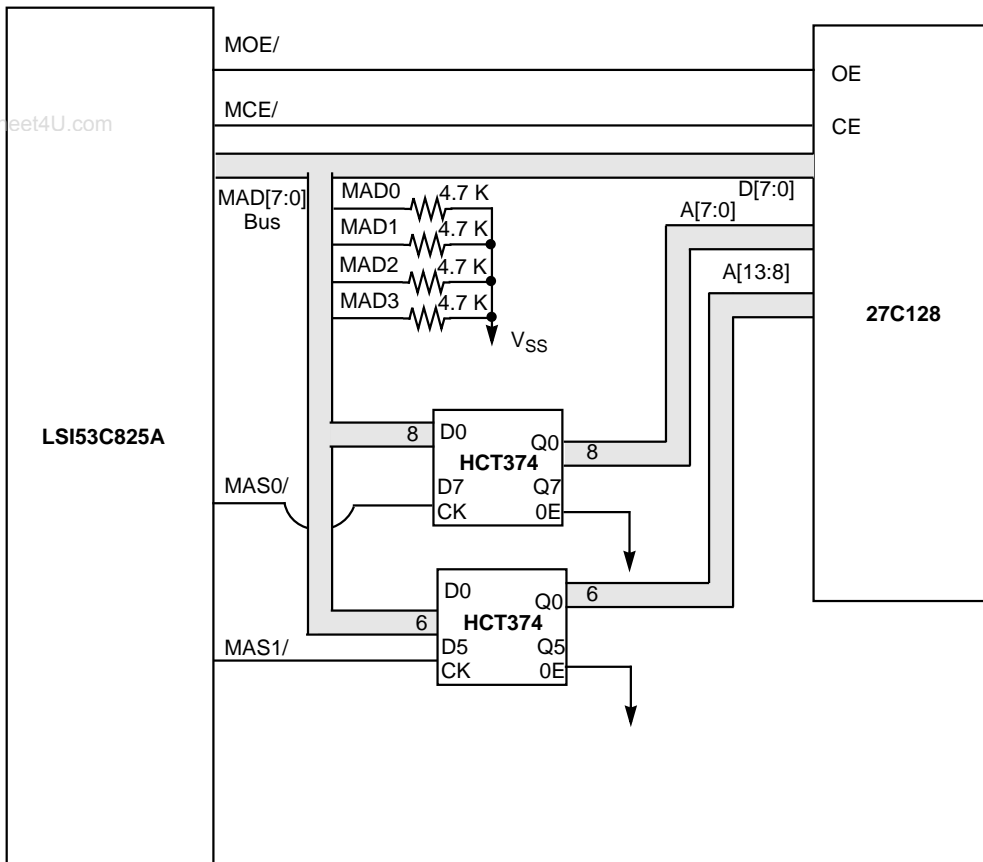 MOE/
OE
MCE/
CE
neet4U.com
MAD[7:0]
Bus
MAD0
4.7 K
MAD1
4.7 K
MAD2
4.7 K
MAD3
4.7 K
VSS
D[7:0]
A[7:0]
A[13:8]
27C128
LSI53C825A
8
D0
Q0
HCT374
8
D7
Q7
CK
0E
MAS0/
D0
Q0
6
6
HCT374
D5
Q5
CK
0E
MAS1/